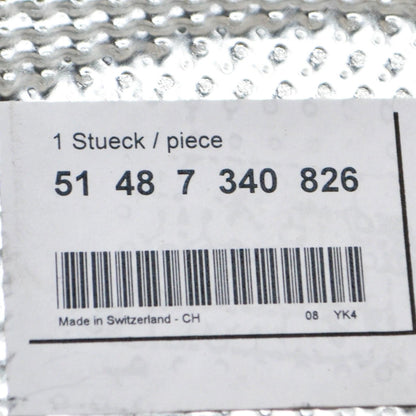 1 Stueck / piece
51 48 7 340 826
Made in Switzerland - CH 08 YK4